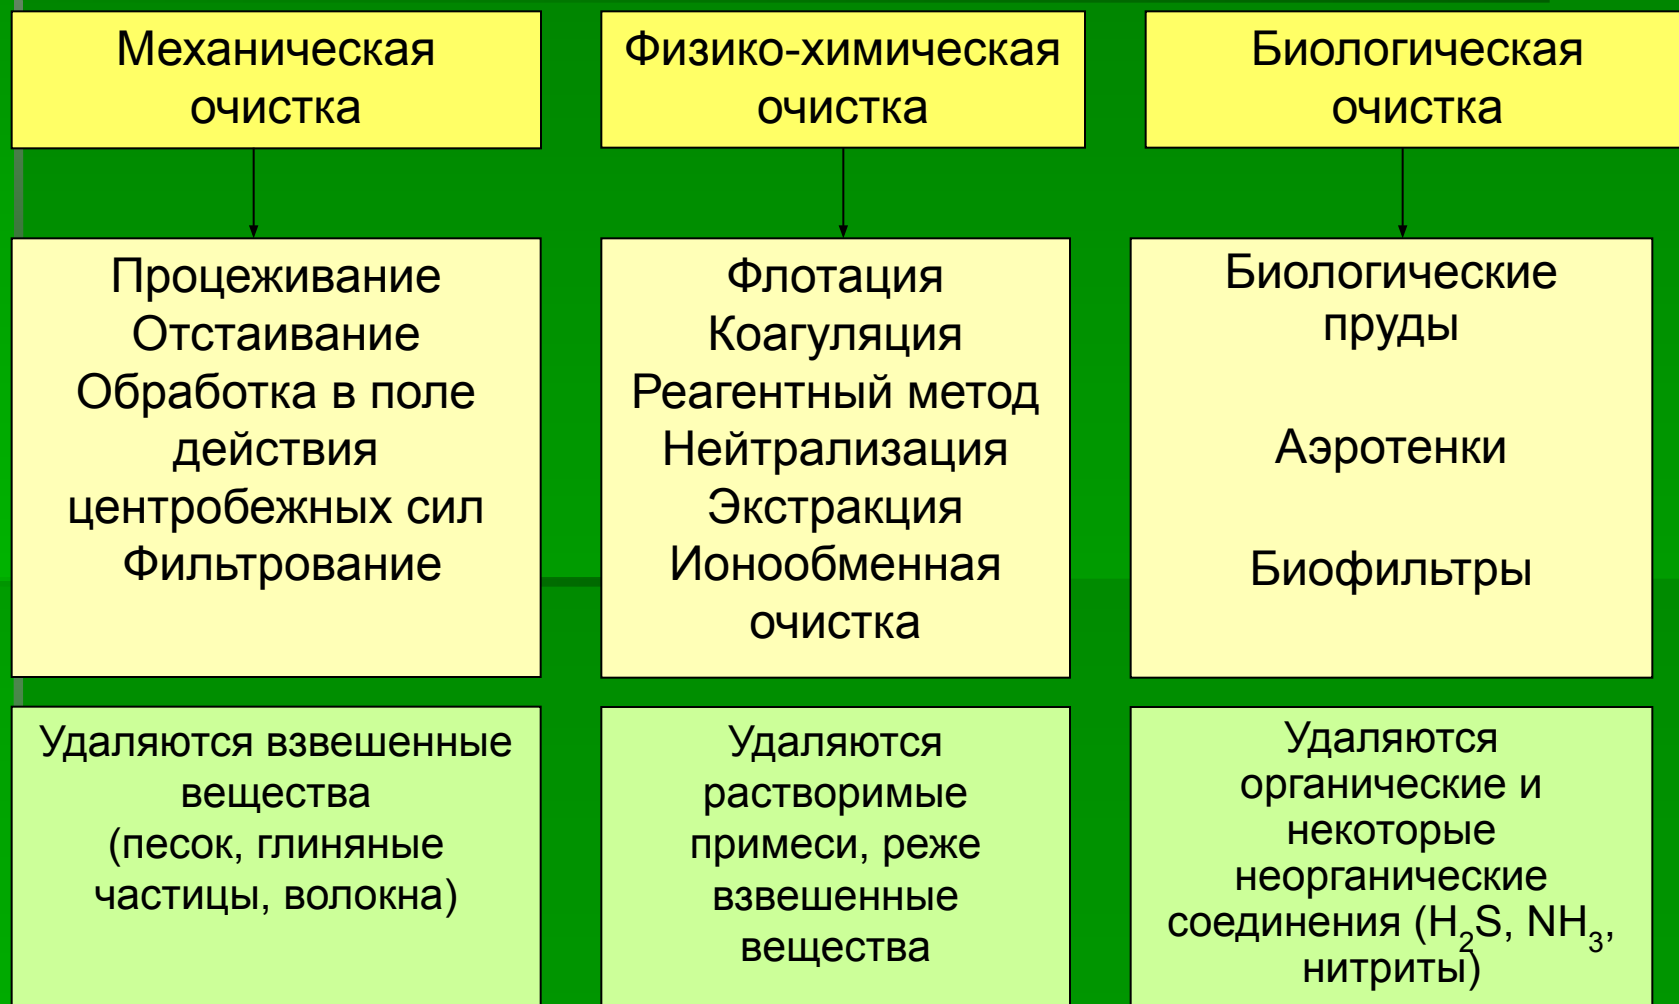 Механическая
очистка
Физико-химическая
очистка
Биологическая
очистка
Процеживание
Отстаивание
Обработка в поле
действия
центробежных сил
Фильтрование
Флотация
Коагуляция
Реагентный метод
Нейтрализация
Экстракция
Ионообменная
очистка
Биологические
пруды
Аэротенки
Биофильтры
Удаляются взвешенные
вещества
(песок, глиняные
частицы, волокна)
Удаляются
растворимые
примеси, реже
взвешенные
вещества
Удаляются
органические и
некоторые
неорганические
соединения (H₂S, NH₃,
нитриты)